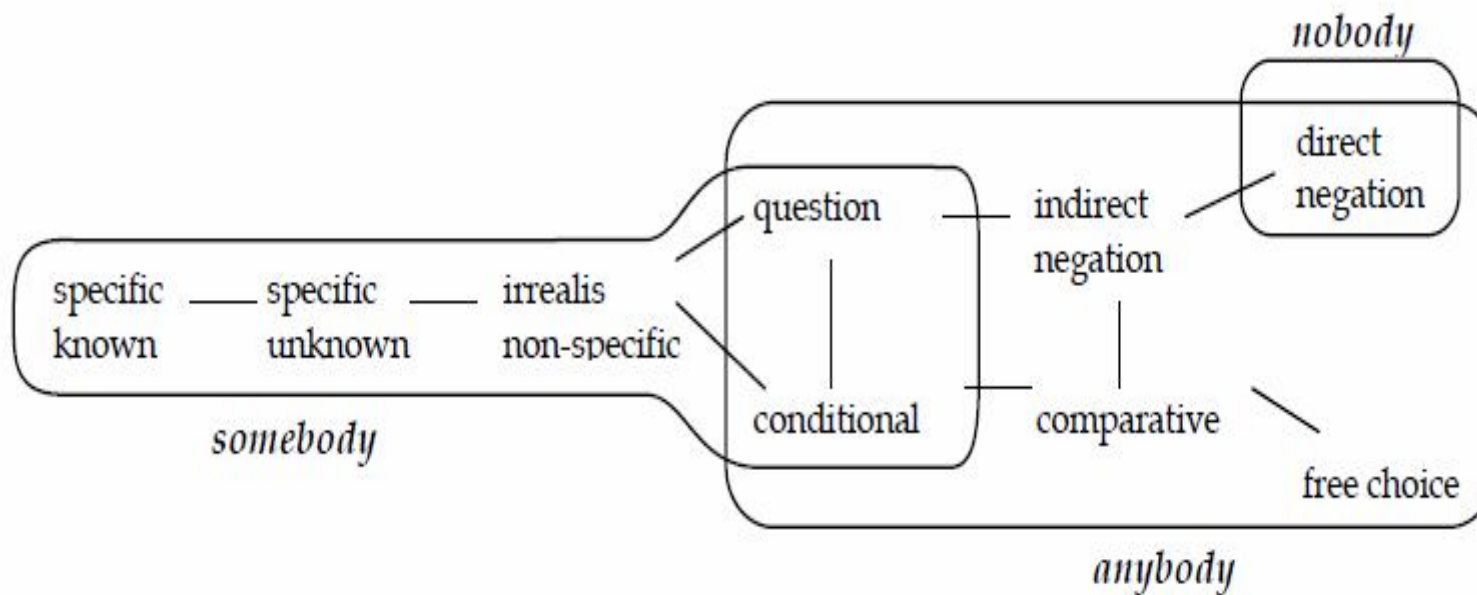 nobody
direct
negation
question
indirect
negation
specific
known
specific
unknown
irrealis
non-specific
conditional
comparative
somebody
free choice
anybody